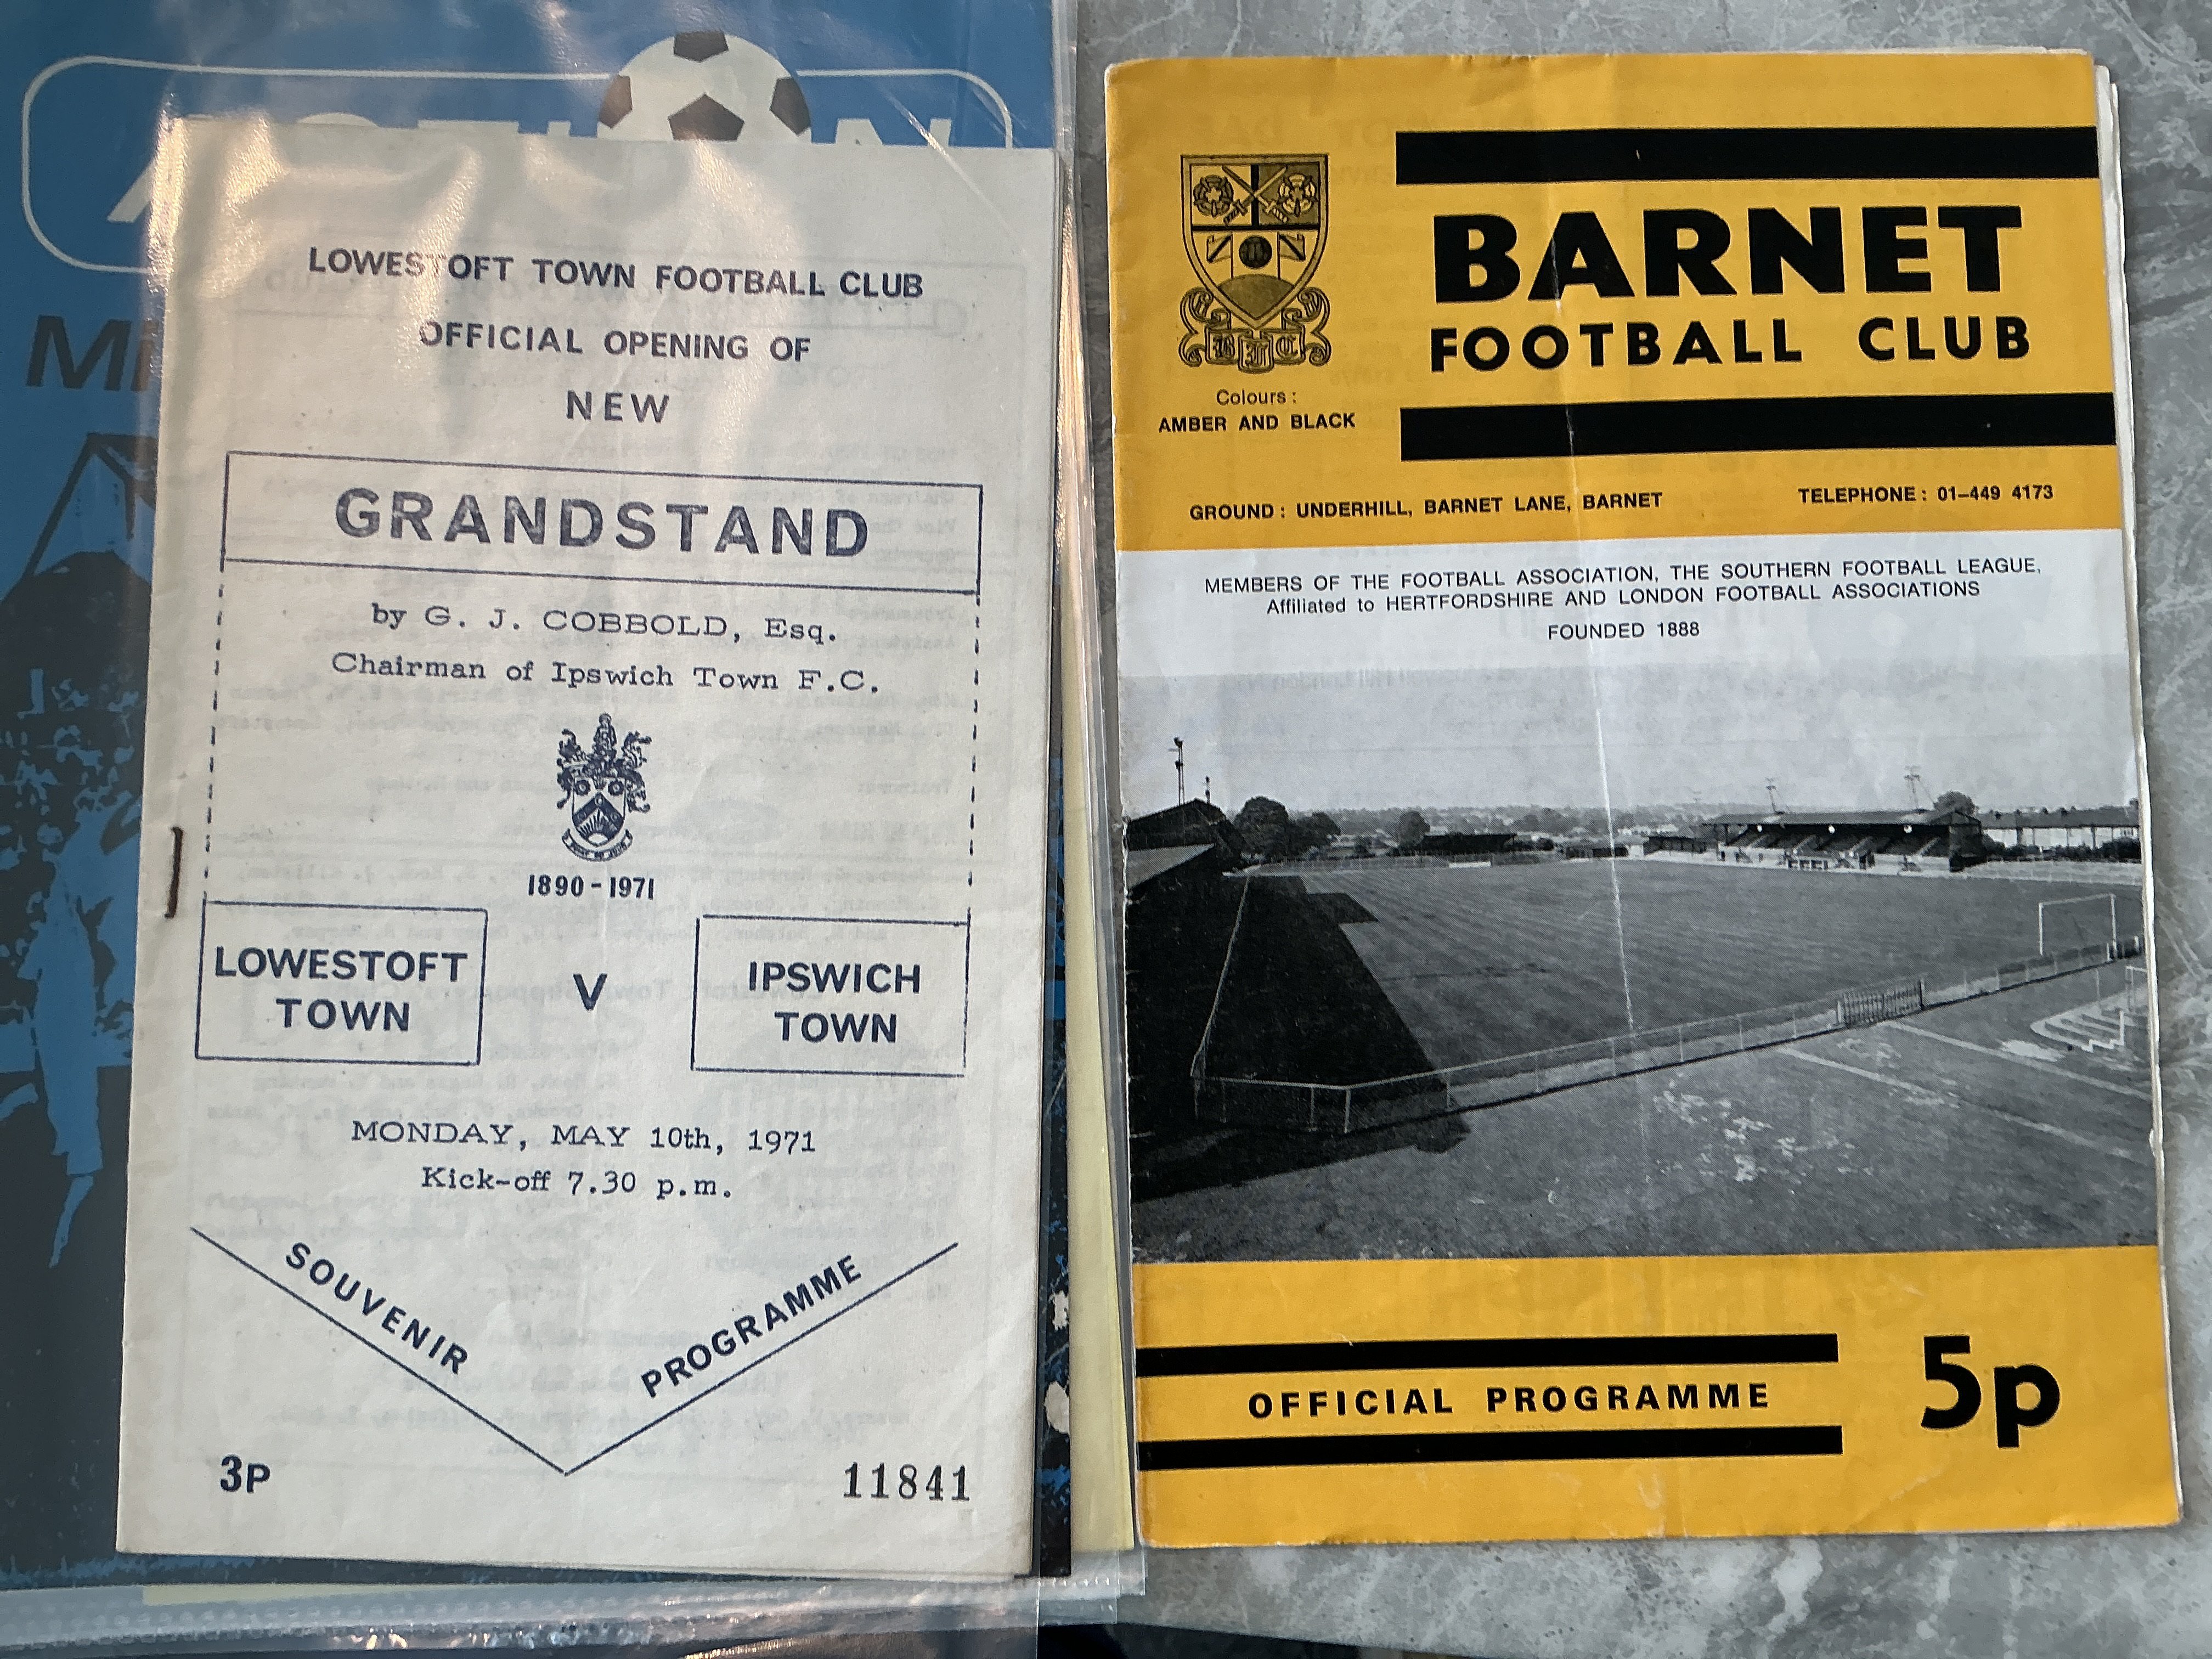 LOWESTOFT TOWN FOOTBALL CLUB
OFFICIAL OPENING OF
NEW
GRANDSTAND
by G. J. COBBOLD, Esq.
Chairman of Ipswich Town F.C.
1890-1971
LOWESTOFT
TOWN
V
IPSWICH
TOWN
MONDAY, MAY 10th, 1971
Kick-off 7.30 p.m.
SOUVENIR
PROGRAMME
3P
11841
BARNET
FOOTBALL CLUB
BFC
Colours :
AMBER AND BLACK
GROUND : UNDERHILL, BARNET LANE, BARNET
TELEPHONE : 01-449 4173
MEMBERS OF THE FOOTBALL ASSOCIATION, THE SOUTHERN FOOTBALL LEAGUE,
Affiliated to HERTFORDSHIRE AND LONDON FOOTBALL ASSOCIATIONS
FOUNDED 1888
OFFICIAL PROGRAMME
5p